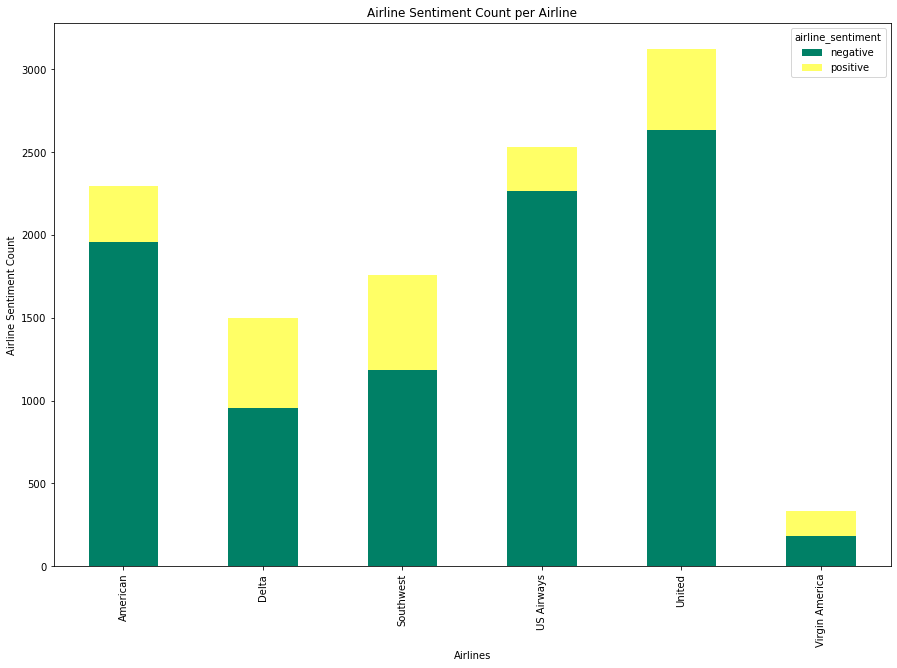 Airline Sentiment Count per Airline
airline_sentiment
negative
positive
Airline Sentiment Count
3000
2500
2000
1500
1000
500
0
American
Delta
Southwest
US Airways
United
Virgin America
Airlines